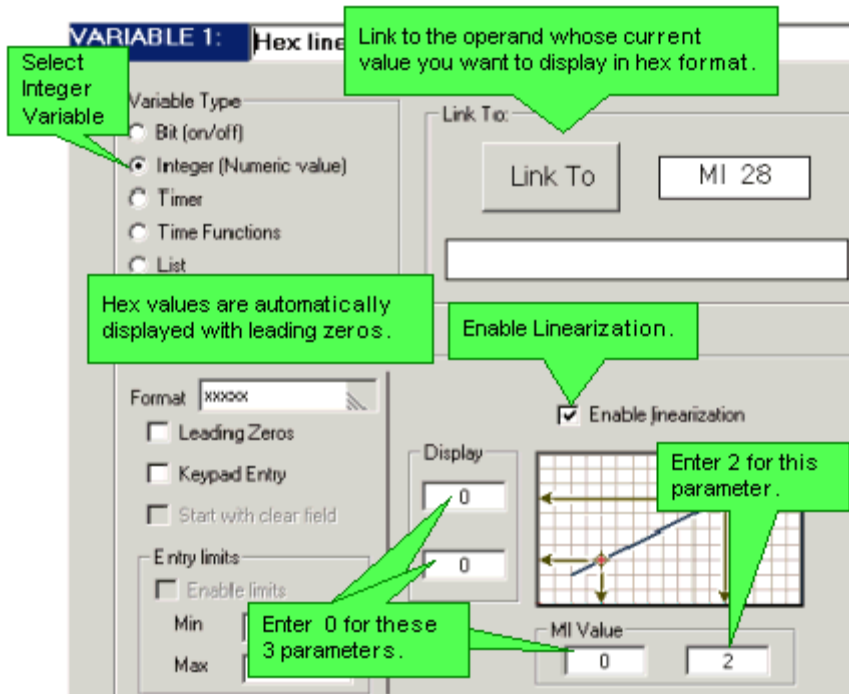 VARIABLE 1:
Hex line
Select
Integer
Variable
Link to the operand whose current
value you want to display in hex format.
Variable Type
Bit (on/off)
Integer (Numeric value)
Timer
Time Functions
List
Link To:
Link To
MI 28
Hex values are automatically
displayed with leading zeros.
Enable Linearization.
Format
xxxxx
Leading Zeros
Keypad Entry
Start with clear field
Entry limits
Enable limits
Min
Max
Enable linearization
Display
0
0
Enter 2 for this
parameter.
Enter 0 for these
3 parameters.
MI Value
0
2